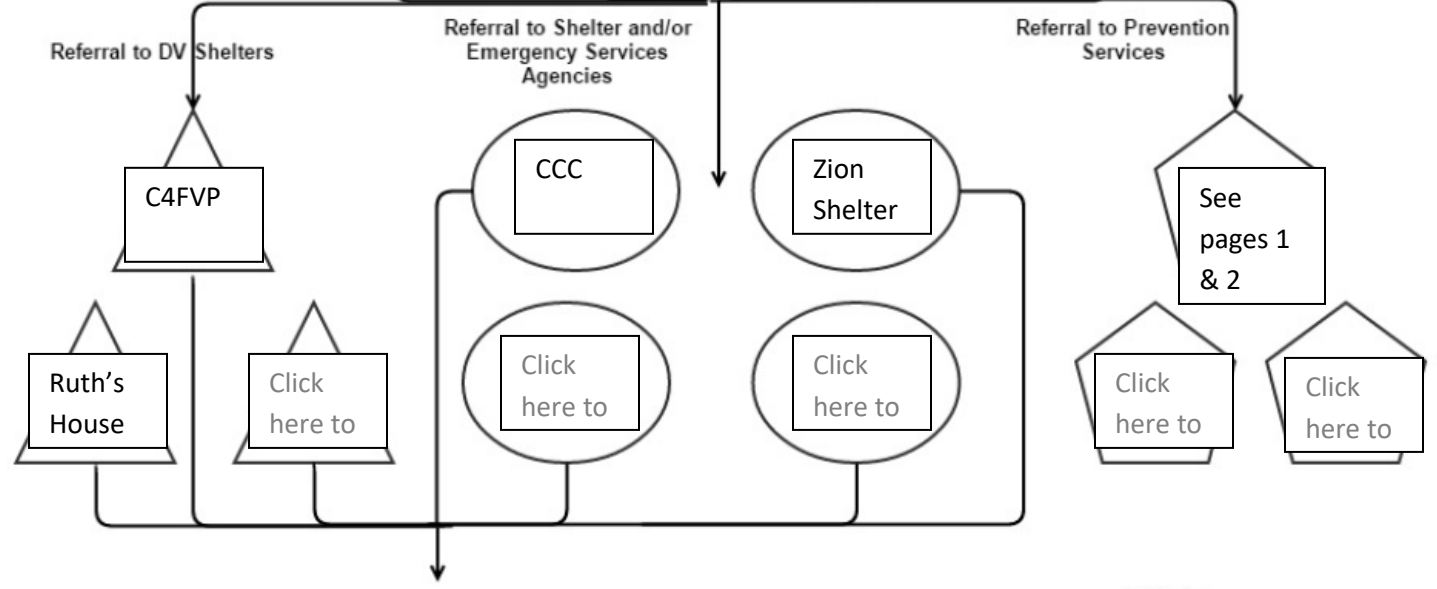 Referral to DV Shelters
Referral to Shelter and/or
Emergency Services
Agencies
Referral to Prevention
Services
C4FVP
CCC
Zion
Shelter
See
pages 1
& 2
Ruth’s
House
Click
here to
Click
here to
Click
here to
Click
here to
Click
here to